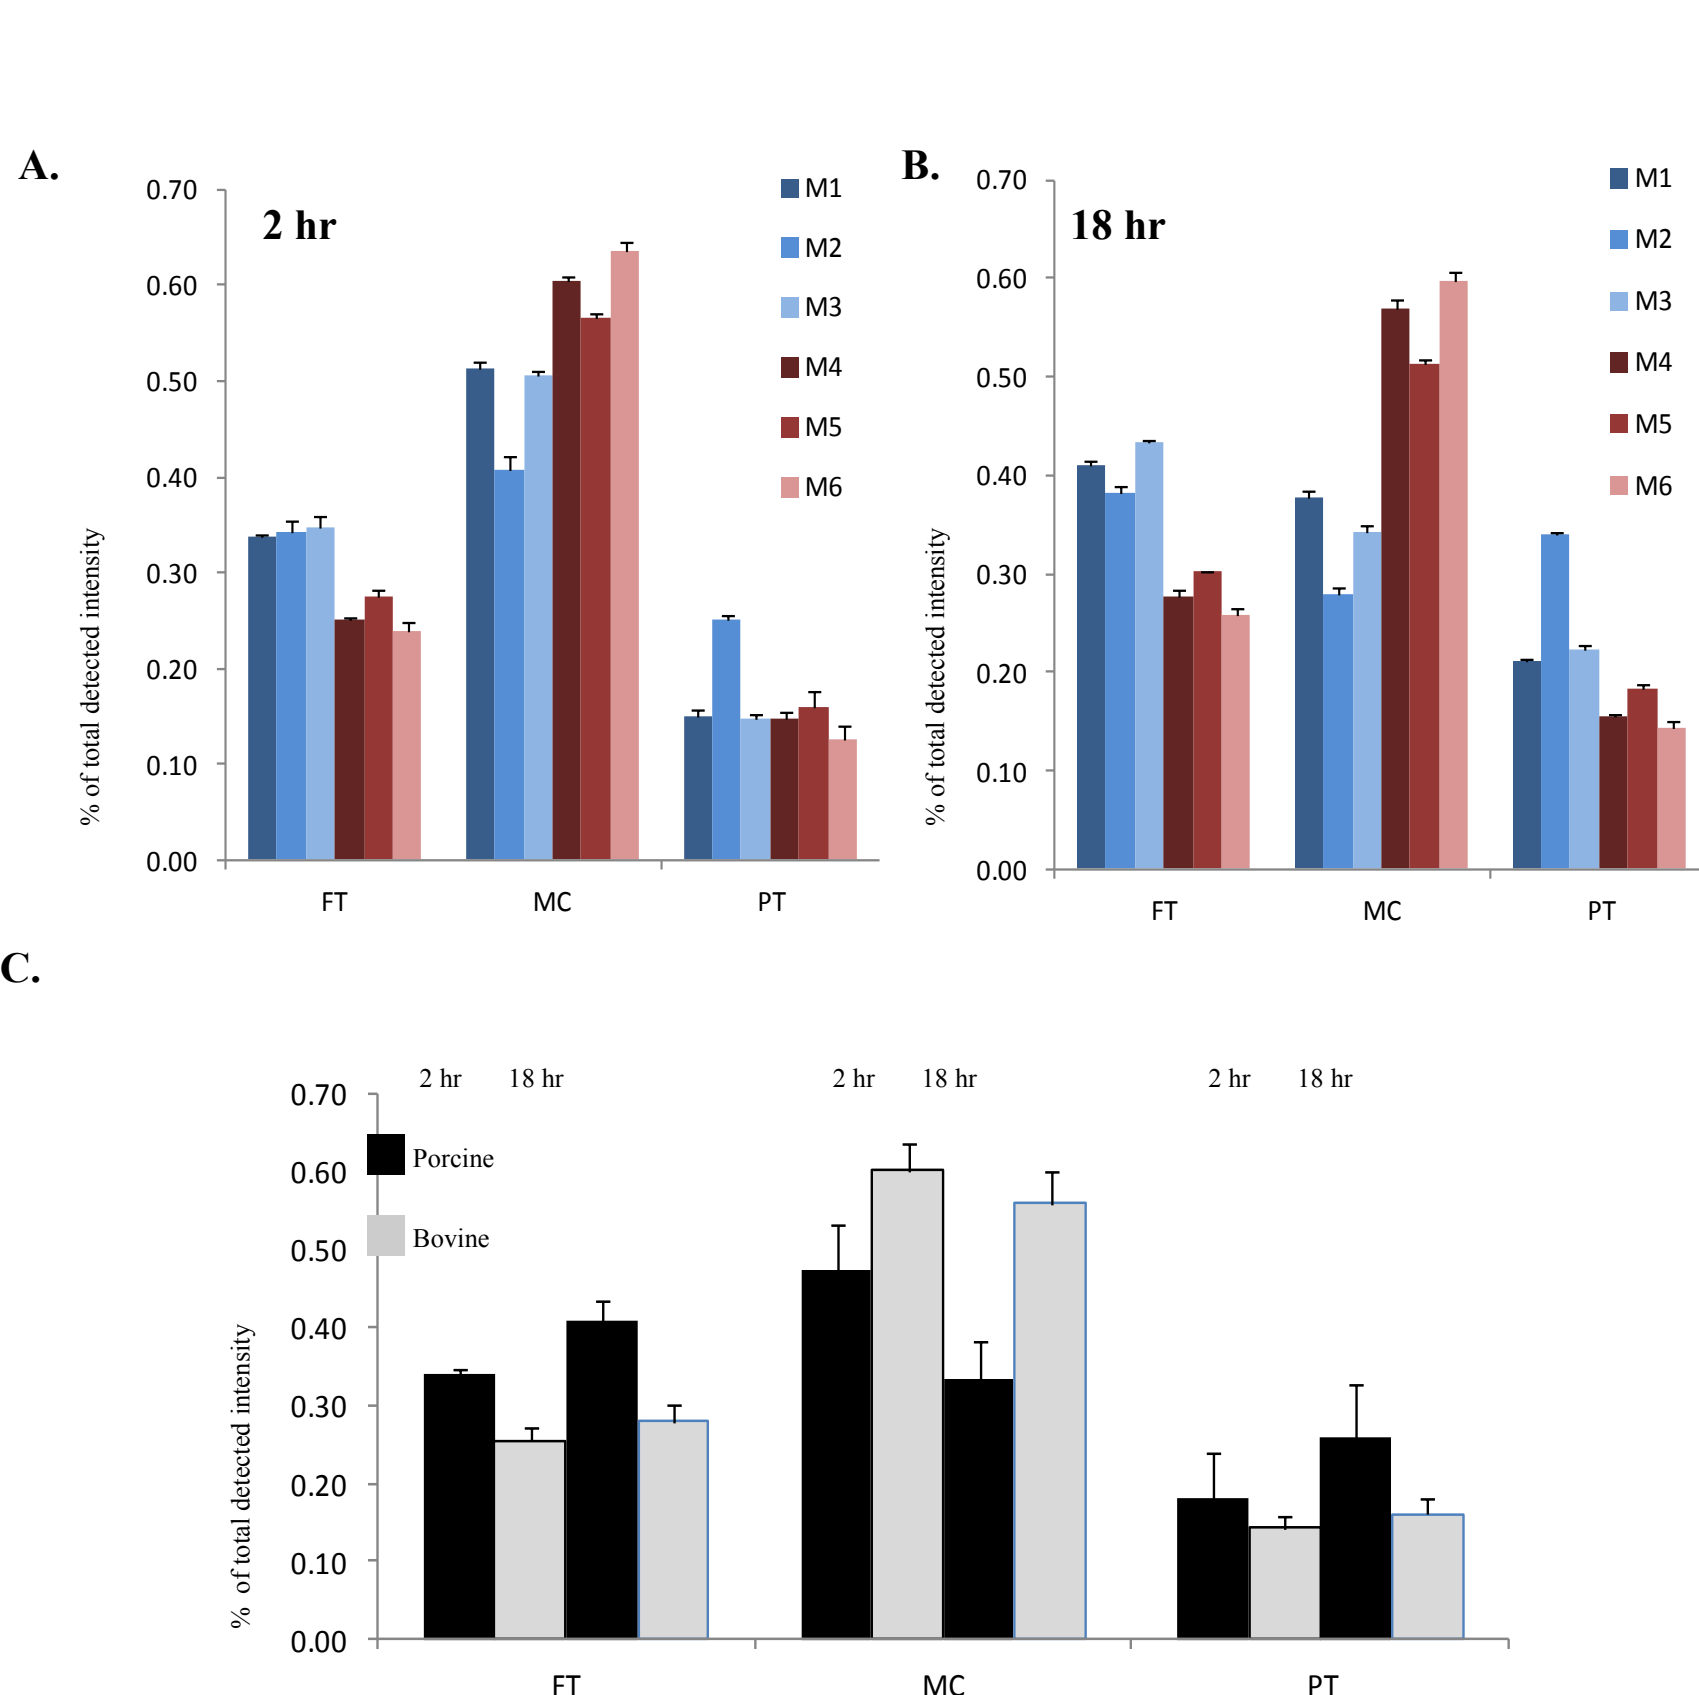 A.
2 hr
0.70
0.60
0.50
0.40
0.30
0.20
0.10
0.00
% of total detected intensity
FT MC PT
M1
M2
M3
M4
M5
M6
B.
18 hr
0.70
0.60
0.50
0.40
0.30
0.20
0.10
0.00
% of total detected intensity
FT MC PT
M1
M2
M3
M4
M5
M6
C.
2 hr 18 hr 2 hr 18 hr 2 hr 18 hr
0.70
0.60
0.50
0.40
0.30
0.20
0.10
0.00
Porcine
Bovine
% of total detected intensity
FT MC PT